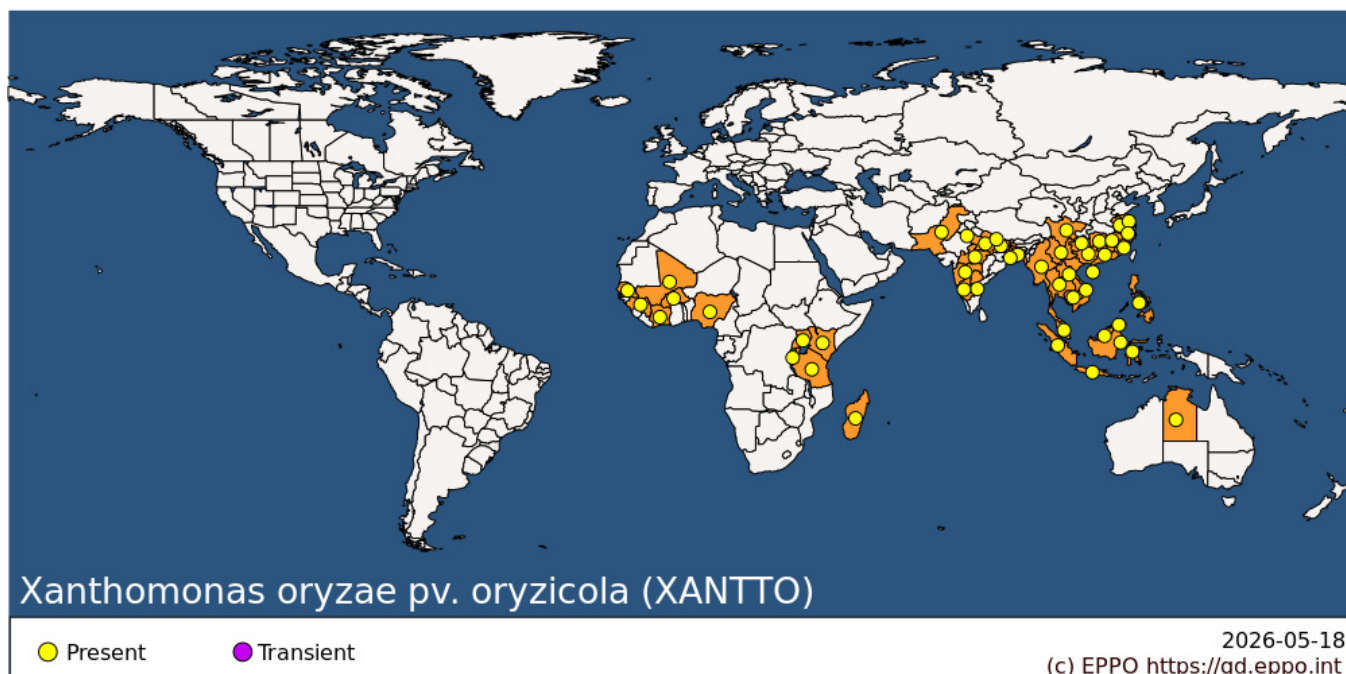 Xanthomonas oryzae pv. oryzicola (XANTTO)
Present
Transient
2026-05-18
(c) EPPO https://gd.eppo.int